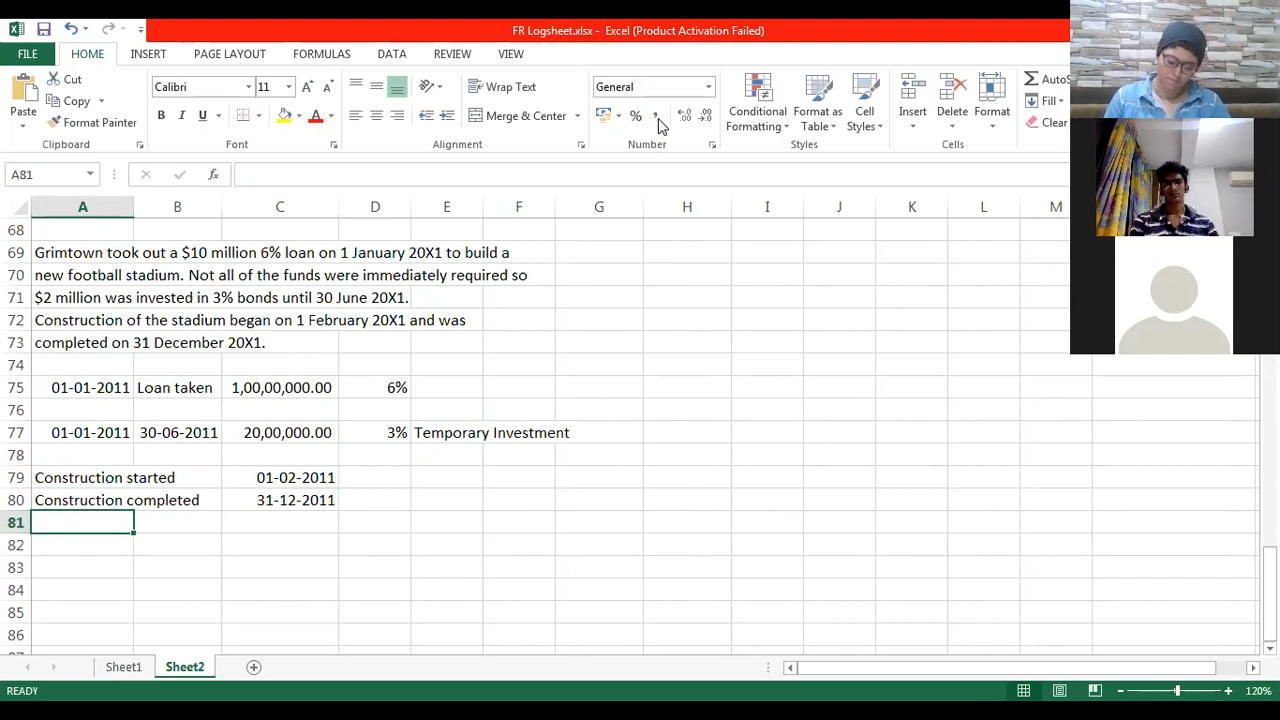 FR Logsheet.xlsx - Excel (Product Activation Failed)
FILE HOME INSERT PAGE LAYOUT FORMULAS DATA REVIEW VIEW
Paste
Cut
Copy
Format Painter
Clipboard
Calibri 11
B I U A
Font
Wrap Text
Merge & Center
Alignment
General
% .0 .00
Number
Conditional Formatting
Format as Table
Cell Styles
Styles
Insert Delete Format
Cells
AutoS
Fill
Clear
A81 fx
A B C D E F G H I J K L M
68
69 Grimtown took out a $10 million 6% loan on 1 January 20X1 to build a
70 new football stadium. Not all of the funds were immediately required so
71 $2 million was invested in 3% bonds until 30 June 20X1.
72 Construction of the stadium began on 1 February 20X1 and was
73 completed on 31 December 20X1.
74
75 01-01-2011 Loan taken 1,00,00,000.00 6%
76
77 01-01-2011 30-06-2011 20,00,000.00 3% Temporary Investment
78
79 Construction started 01-02-2011
80 Construction completed 31-12-2011
81
82
83
84
85
86
Sheet1 Sheet2
READY 120%